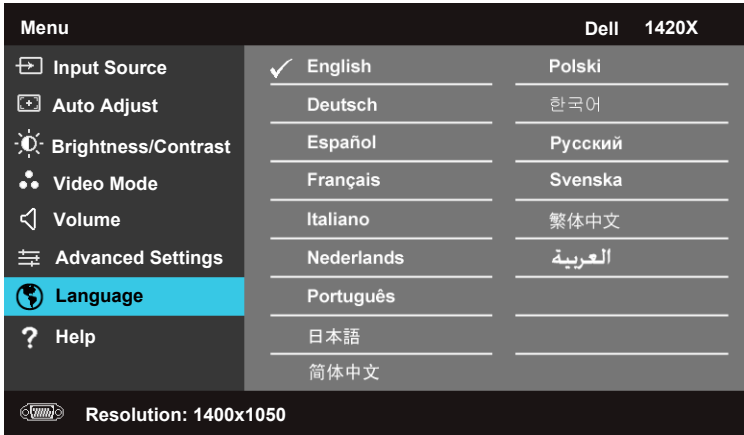 Menu
Dell 1420X
Input Source
Auto Adjust
Brightness/Contrast
Video Mode
Volume
Advanced Settings
Language
? Help
English
Deutsch
Español
Français
Italiano
Nederlands
Português
日本語
简体中文
Polski
한국어
Русский
Svenska
繁体中文
العربية
Resolution: 1400x1050